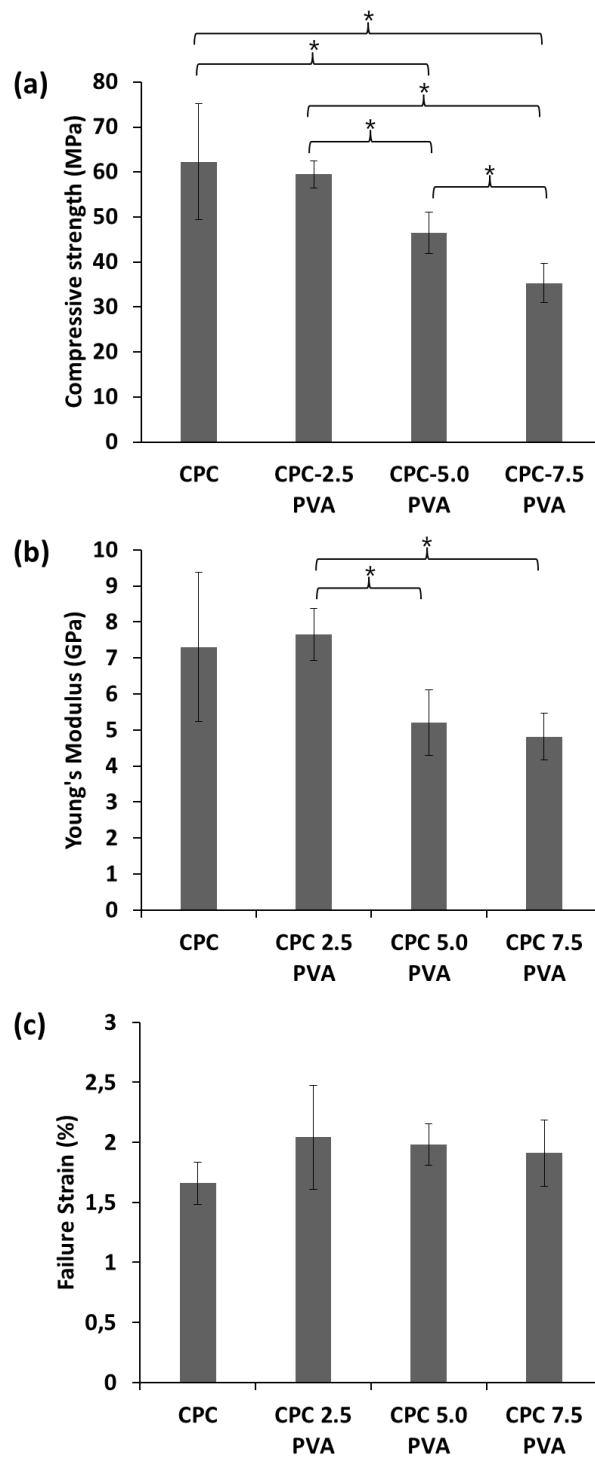 (a)
Compressive strength (MPa)
80
70
60
50
40
30
20
10
0
*
*
*
*
*
CPC
CPC-2.5
PVA
CPC-5.0
PVA
CPC-7.5
PVA
(b)
Young's Modulus (GPa)
10
9
8
7
6
5
4
3
2
1
0
*
*
CPC
CPC 2.5
PVA
CPC 5.0
PVA
CPC 7.5
PVA
(c)
Failure Strain (%)
3
2,5
2
1,5
1
0,5
0
CPC
CPC 2.5
PVA
CPC 5.0
PVA
CPC 7.5
PVA